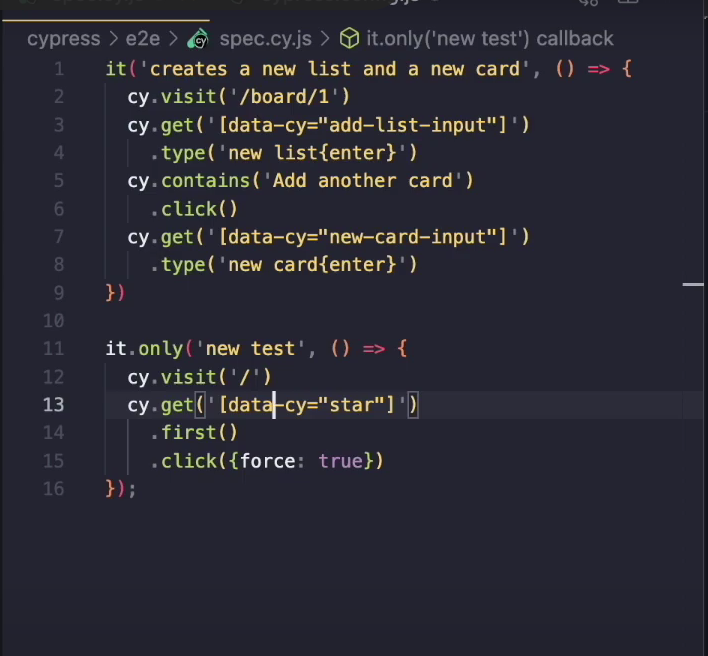 cypress > e2e > spec.cy.js > it.only('new test') callback
1 it('creates a new list and a new card', () => {
2 cy.visit('/board/1')
3 cy.get('[data-cy="add-list-input"]')
4 .type('new list{enter}')
5 cy.contains('Add another card')
6 .click()
7 cy.get('[data-cy="new-card-input"]')
8 .type('new card{enter}')
9 })
10
11 it.only('new test', () => {
12 cy.visit('/')
13 cy.get('[data-cy="star"]')
14 .first()
15 .click({force: true})
16 });